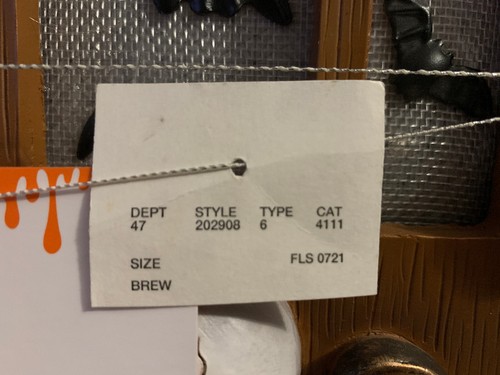 DEPT STYLE TYPE CAT
47 202908 6 4111
SIZE FLS 0721
BREW